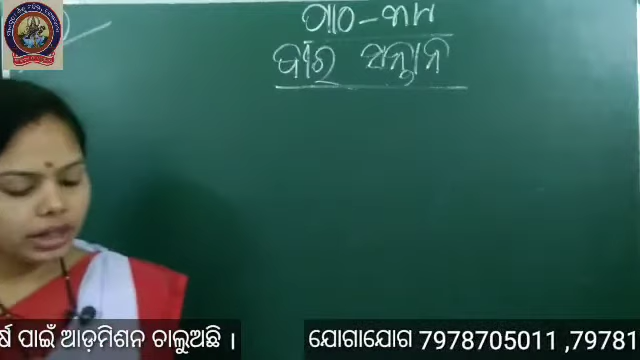 ପାଠ-୩୪
ବୀର ସନ୍ତାନ
ର୍ଷ ପାଇଁ ଆଡ଼ମିଶନ ଚାଲୁଅଛି । ଯୋଗାଯୋଗ 7978705011 ,79781